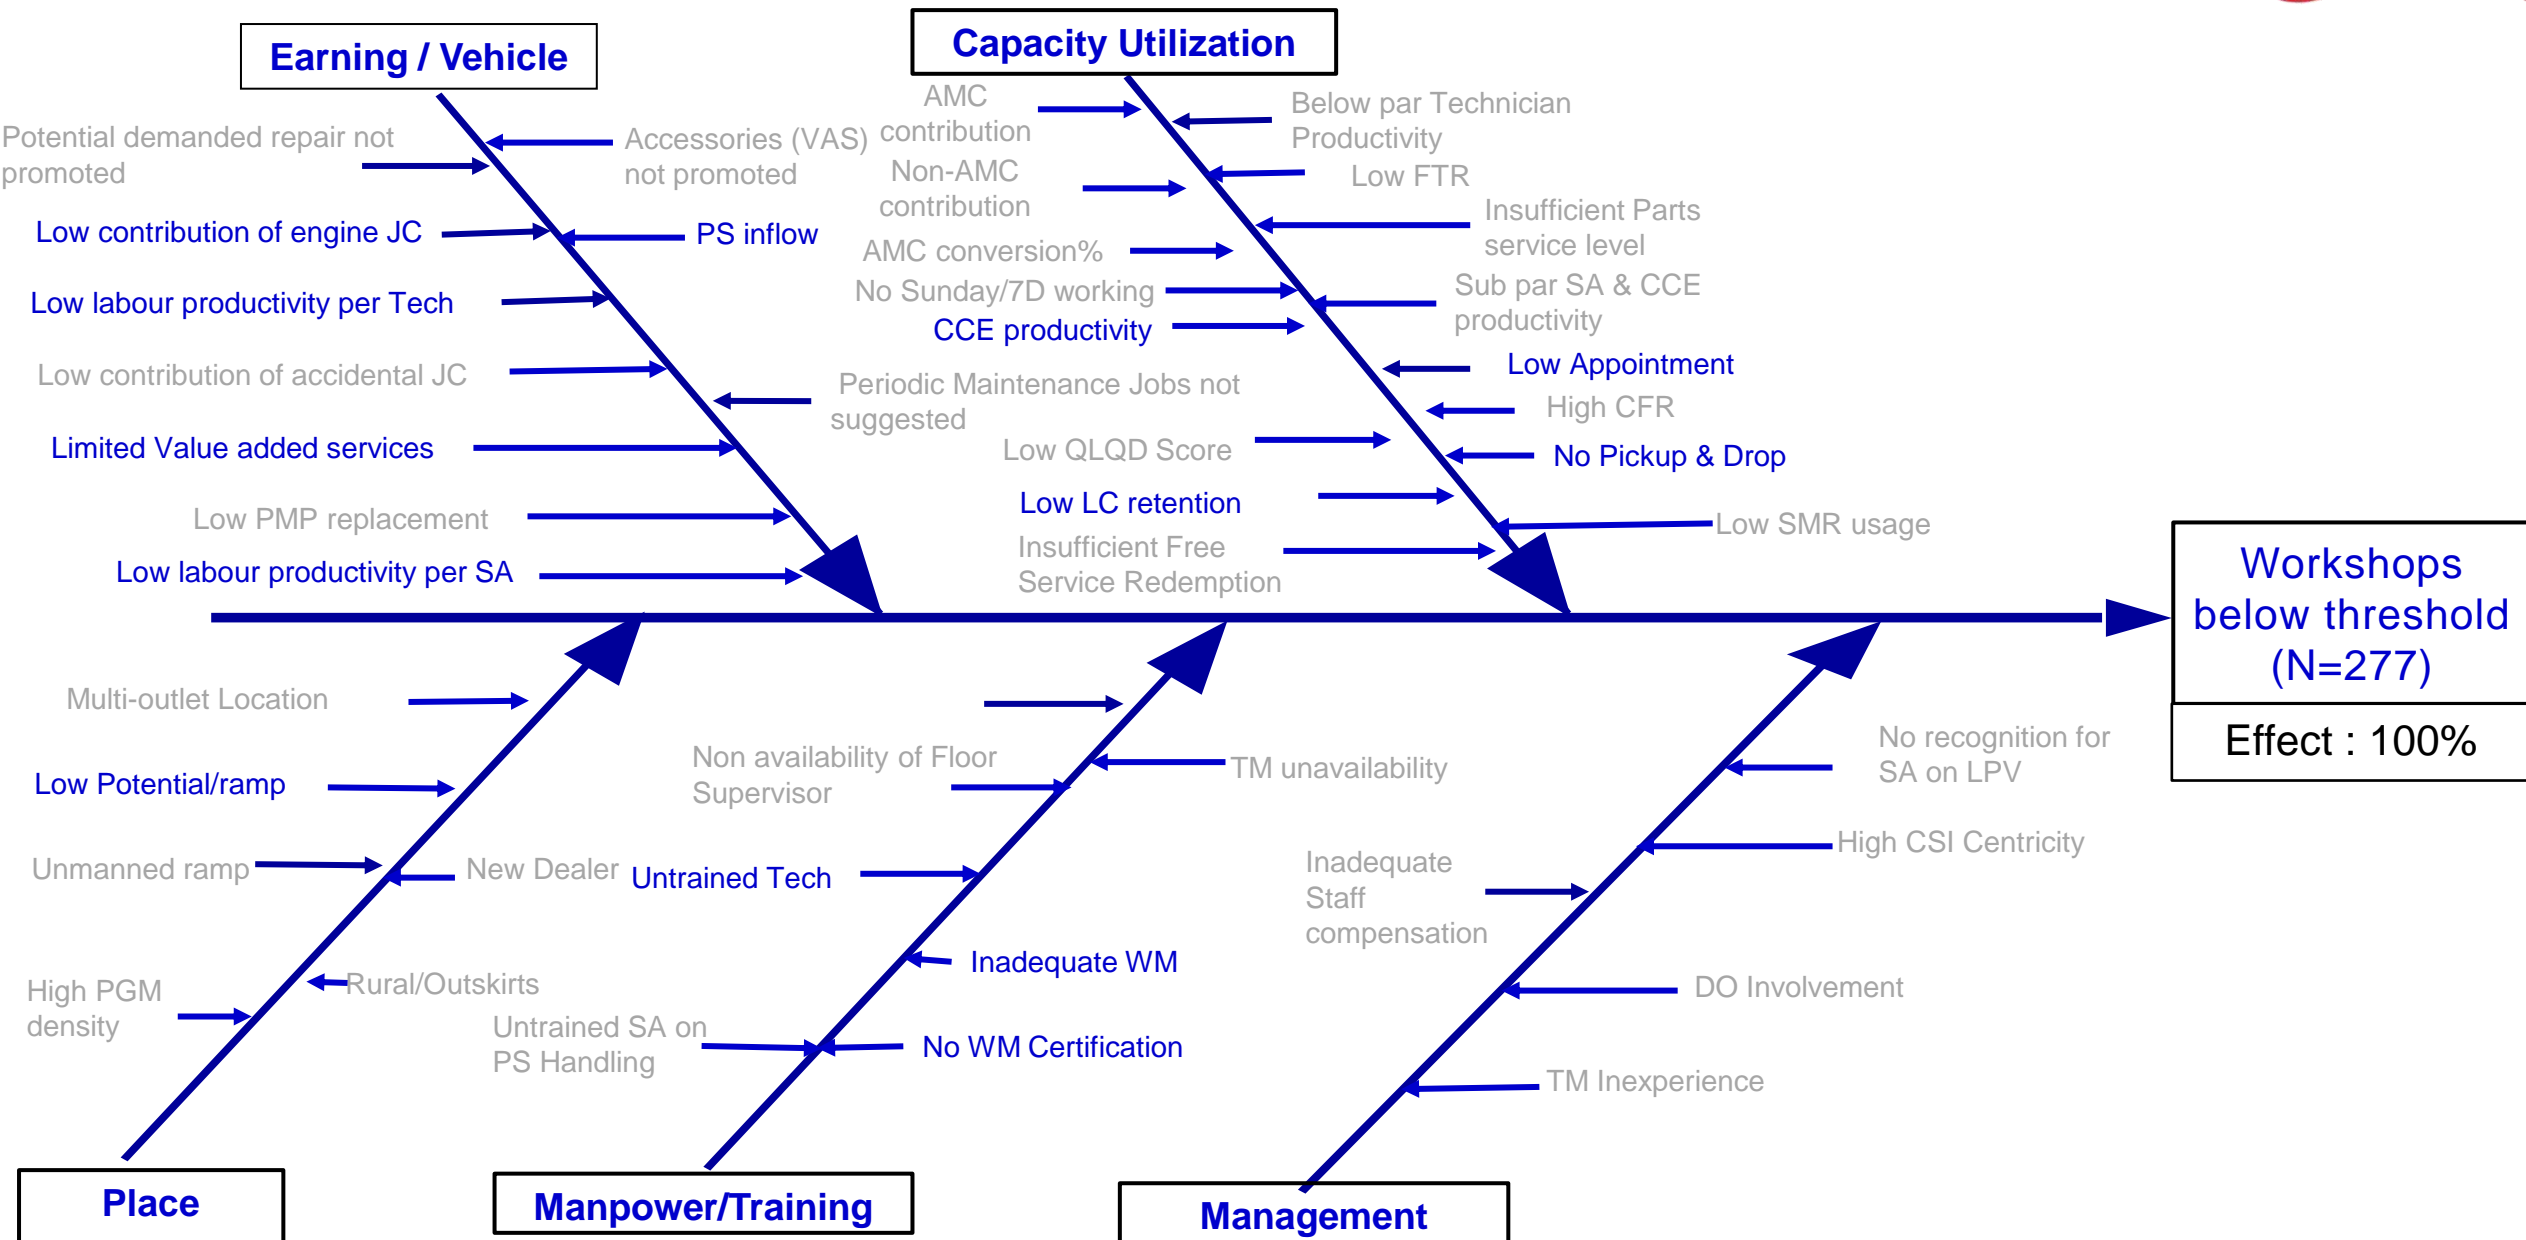 Earning / Vehicle
Capacity Utilization
Potential demanded repair not
promoted
Accessories (VAS)
not promoted
Low contribution of engine JC
PS inflow
Low labour productivity per Tech
Low contribution of accidental JC
Periodic Maintenance Jobs not
suggested
Limited Value added services
Low PMP replacement
Low labour productivity per SA
AMC
contribution
Below par Technician
Productivity
Non-AMC
contribution
Low FTR
Insufficient Parts
service level
AMC conversion%
No Sunday/7D working
Sub par SA & CCE
productivity
CCE productivity
Low Appointment
High CFR
Low QLQD Score
No Pickup & Drop
Low LC retention
Low SMR usage
Insufficient Free
Service Redemption
Workshops
below threshold
(N=277)
Effect : 100%
Multi-outlet Location
Low Potential/ramp
Unmanned ramp
New Dealer
Rural/Outskirts
High PGM
density
Non availability of Floor
Supervisor
TM unavailability
Untrained Tech
Inadequate WM
Untrained SA on
PS Handling
No WM Certification
No recognition for
SA on LPV
High CSI Centricity
Inadequate
Staff
compensation
DO Involvement
TM Inexperience
Place
Manpower/Training
Management